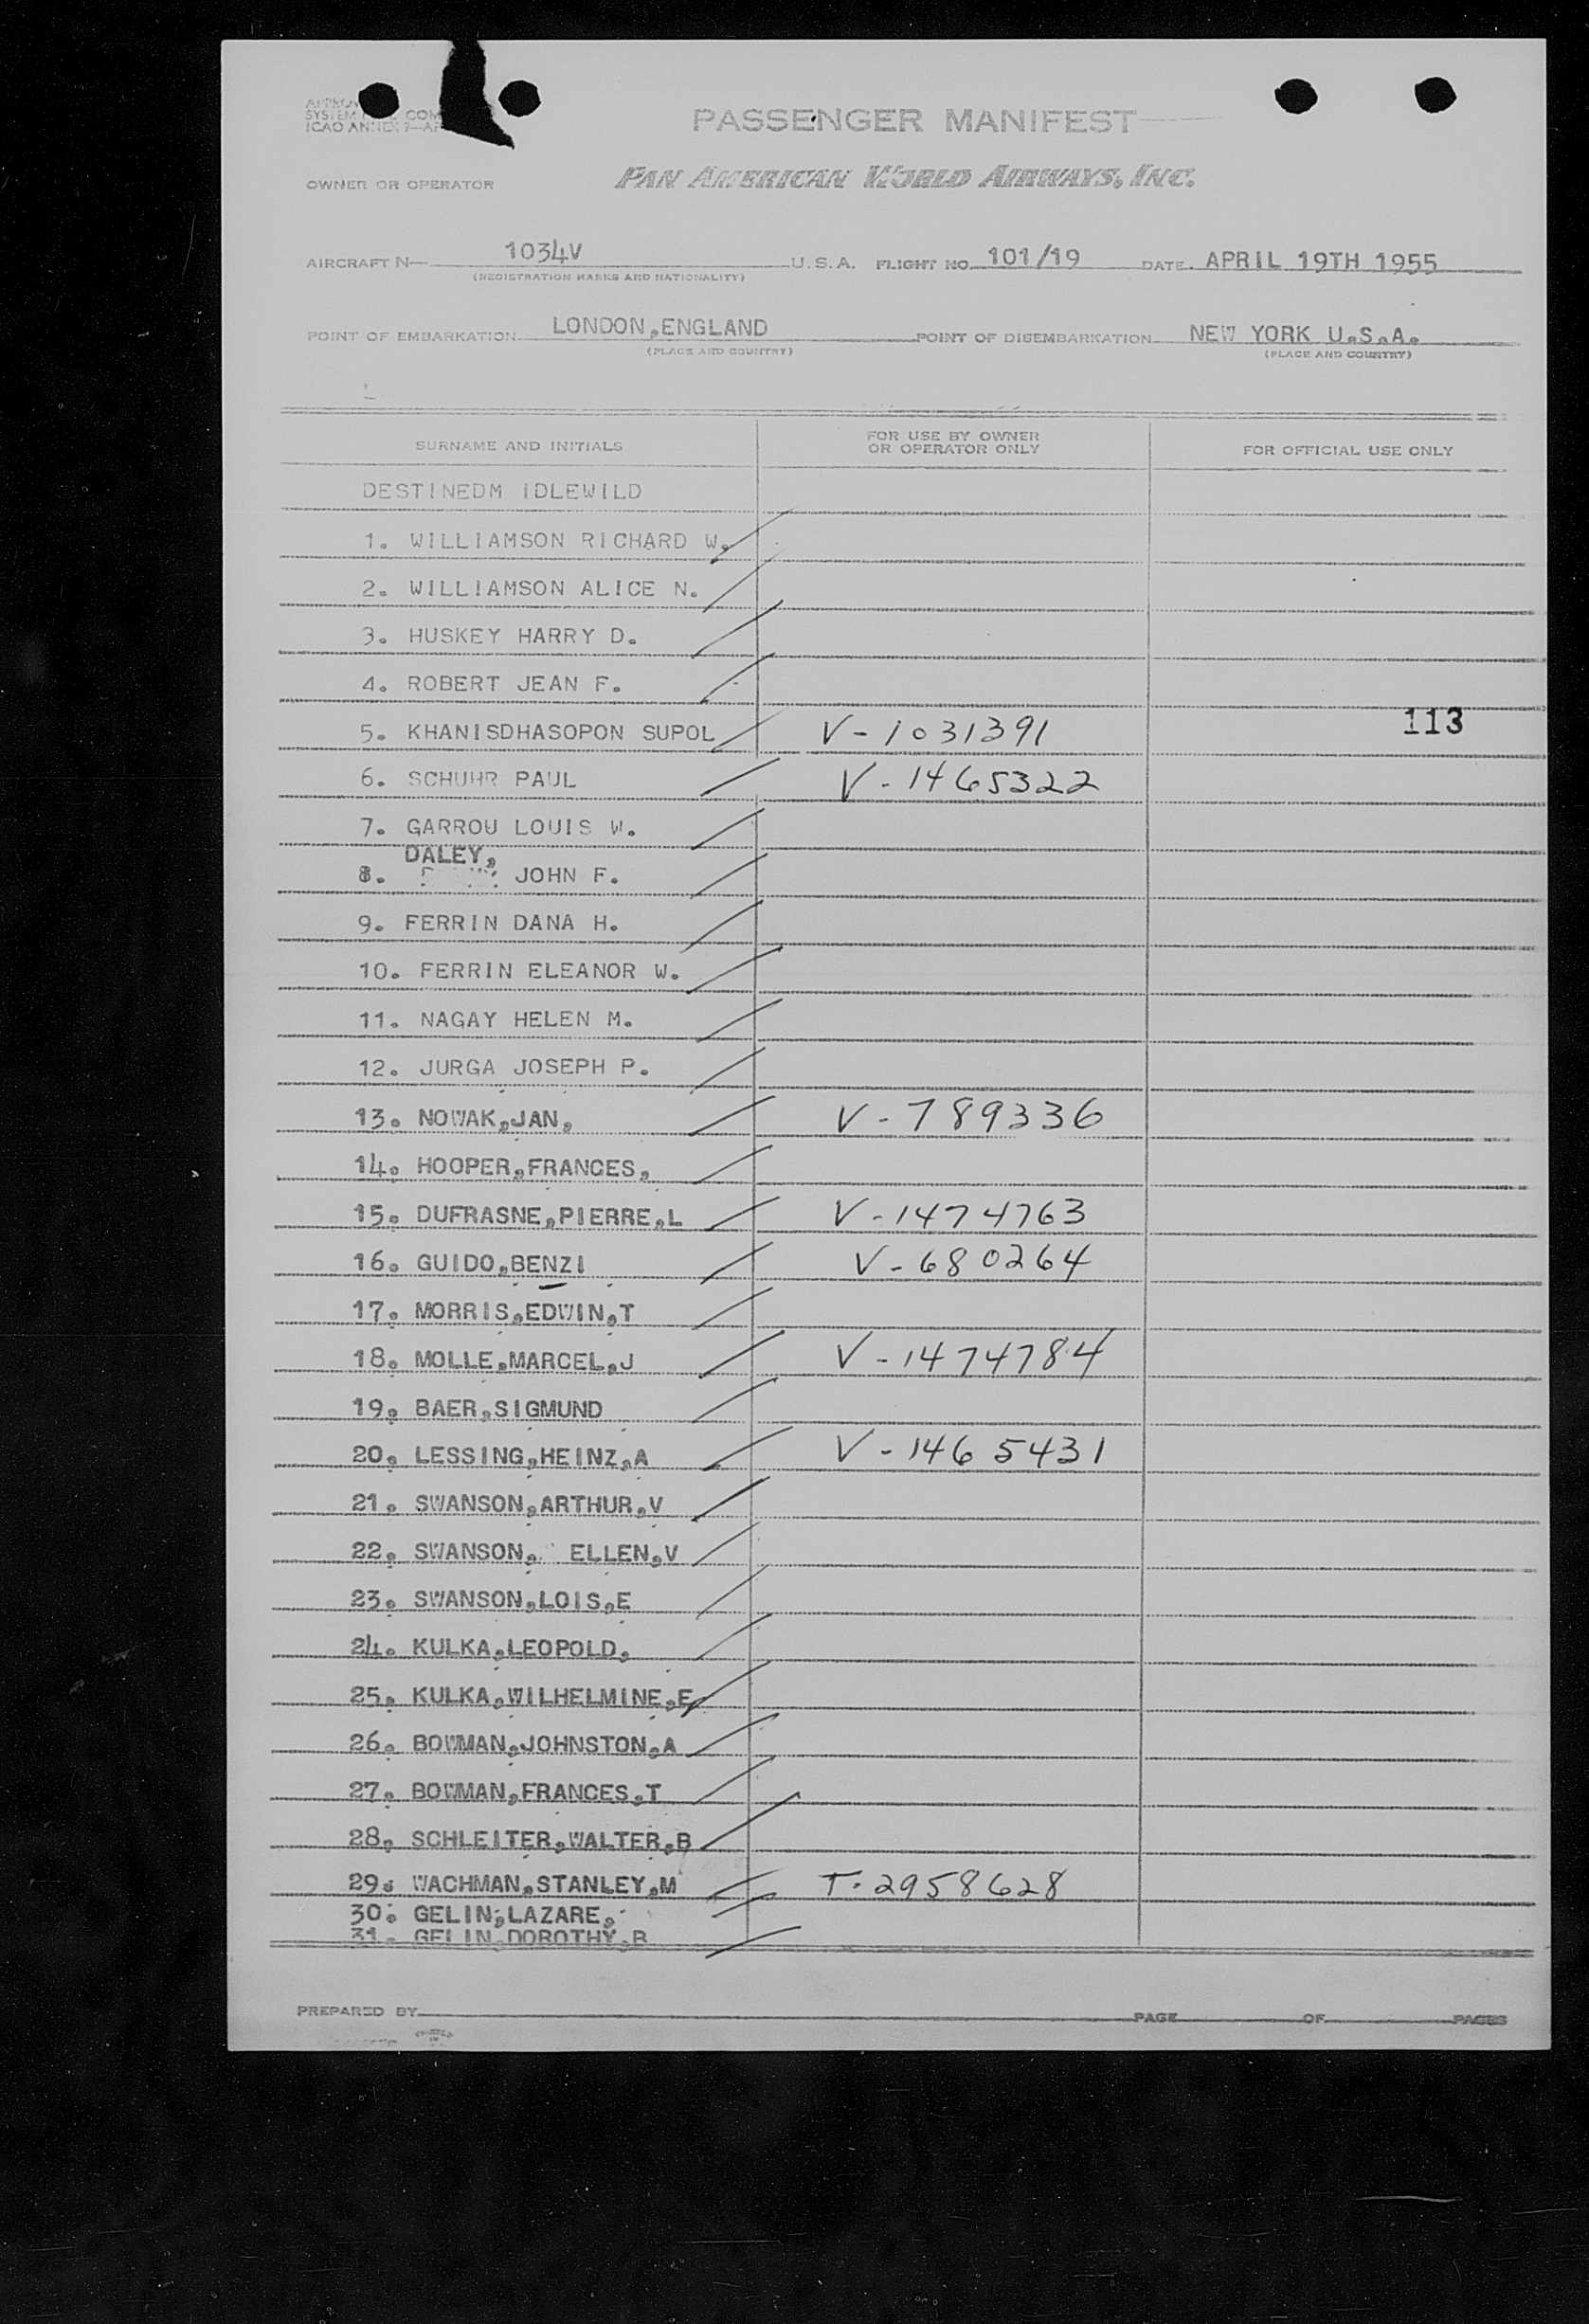 SYSTEM COM
ICAO ANNEX 7—AP
PASSENGER MANIFEST
OWNER OR OPERATOR PAN AMERICAN WORLD AIRWAYS, INC.
AIRCRAFT N— 1034V U.S.A. FLIGHT NO. 101/19 DATE. APRIL 19TH 1955
(REGISTRATION MARKS AND NATIONALITY)
POINT OF EMBARKATION LONDON,ENGLAND POINT OF DISEMBARKATION NEW YORK U.S.A.
(PLACE AND COUNTRY) (PLACE AND COUNTRY)
SURNAME AND INITIALS FOR USE BY OWNER OR OPERATOR ONLY FOR OFFICIAL USE ONLY
DESTINEDM IDLEWILD
1. WILLIAMSON RICHARD W.
2. WILLIAMSON ALICE N.
3. HUSKEY HARRY D.
4. ROBERT JEAN F.
5. KHANISDHASOPON SUPOL V-1031391 113
6. SCHUHR PAUL V-1465322
7. GARROU LOUIS W.
DALEY,
8. JOHN F.
9. FERRIN DANA H.
10. FERRIN ELEANOR W.
11. NAGAY HELEN M.
12. JURGA JOSEPH P.
13. NOWAK,JAN, V-789336
14. HOOPER,FRANCES,
15. DUFRASNE,PIERRE,L V-1474763
16. GUIDO,BENZI V-680264
17. MORRIS,EDWIN,T
18. MOLLE,MARCEL,J V-1474784
19. BAER,SIGMUND
20. LESSING,HEINZ,A V-1465431
21. SWANSON,ARTHUR,V
22. SWANSON, ELLEN,V
23. SWANSON,LOIS,E
24. KULKA,LEOPOLD,
25. KULKA,WILHELMINE,E
26. BOWMAN,JOHNSTON,A
27. BOWMAN,FRANCES,T
28. SCHLEITER,WALTER,B
29. WACHMAN,STANLEY,M T-2958628
30. GELIN,LAZARE,
31. GELIN,DOROTHY,B
PREPARED BY PAGE OF PAGES